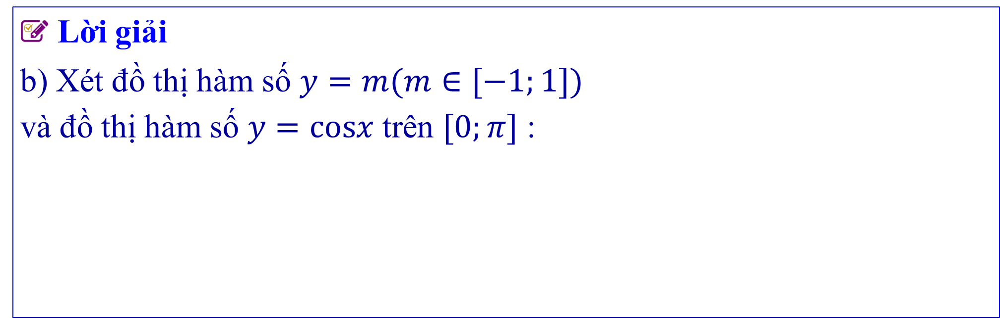 Lời giải
b) Xét đồ thị hàm số y = m(m ∈ [−1; 1])
và đồ thị hàm số y = cosx trên [0; π] :